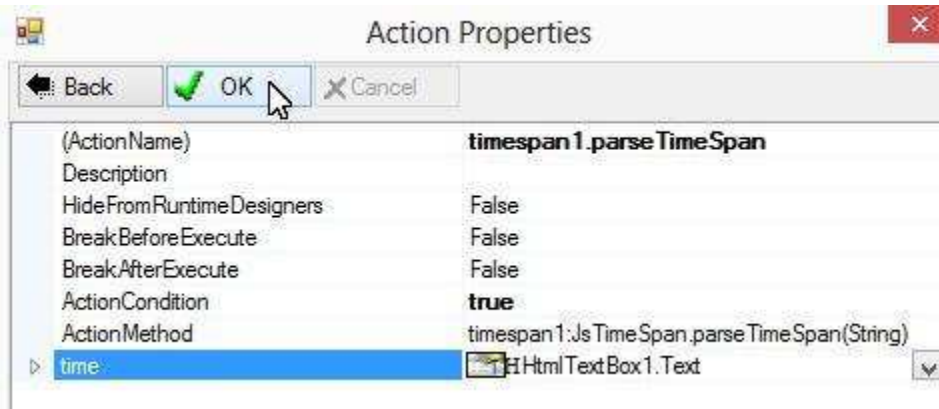 Action Properties
Back OK Cancel
(ActionName) timespan1.parseTimeSpan
Description
HideFromRuntimeDesigners False
BreakBeforeExecute False
BreakAfterExecute False
ActionCondition true
ActionMethod timespan1:JsTimeSpan.parseTimeSpan(String)
time HtmlTextBox1.Text